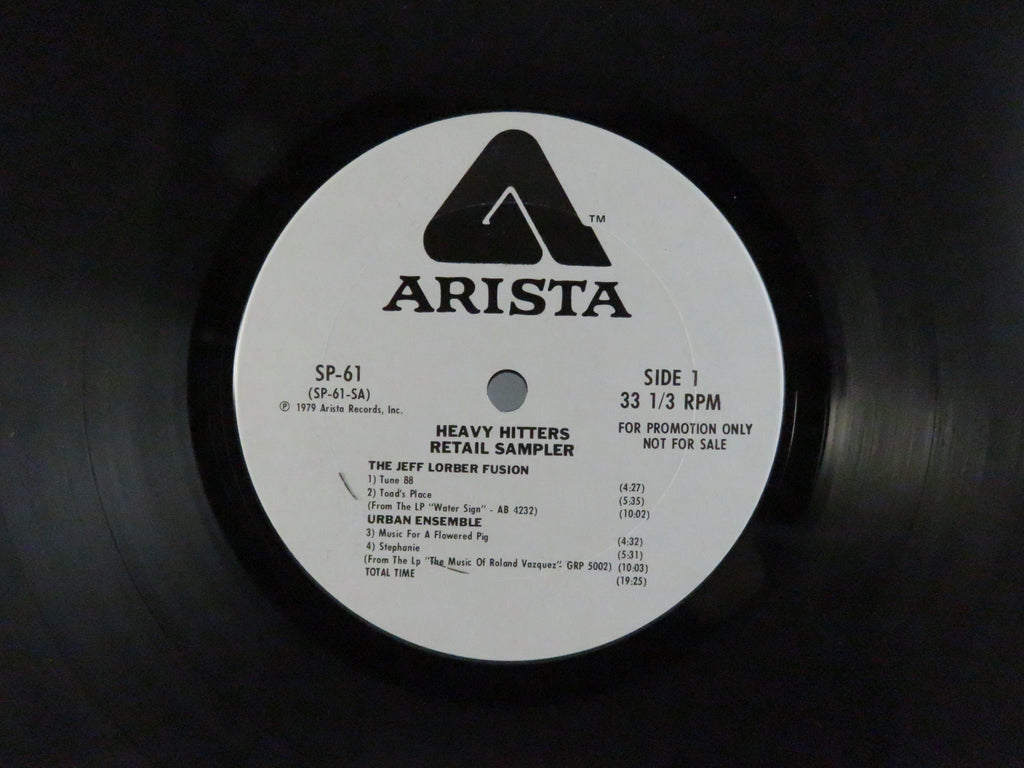 TM
ARISTA
SP-61
(SP-61-SA)
℗ 1979 Arista Records, Inc.
SIDE 1
33 1/3 RPM
FOR PROMOTION ONLY
NOT FOR SALE
HEAVY HITTERS
RETAIL SAMPLER
THE JEFF LORBER FUSION
1) Tune 88 (4:27)
2) Toad's Place (5:35)
(From The LP "Water Sign" - AB 4232) (10:02)
URBAN ENSEMBLE
3) Music For A Flowered Pig (4:32)
4) Stephanie (5:31)
(From The Lp "The Music Of Roland Vazquez" GRP 5002) (10:03)
TOTAL TIME (19:25)